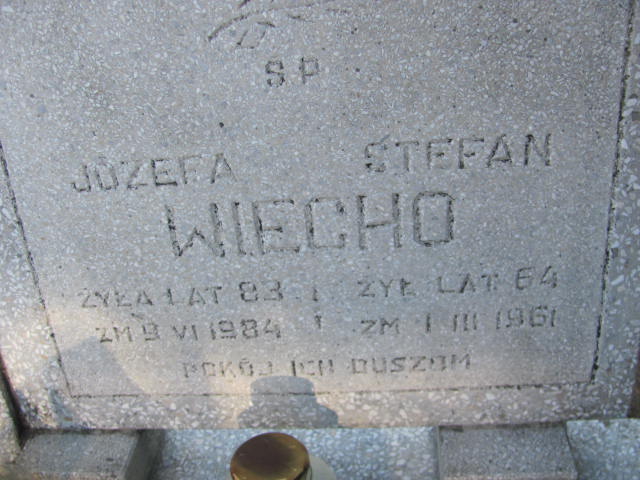 S P
JÓZEFA STEFAN
WIECHO
ŻYŁA LAT 83 ŻYŁ LAT 64
ZM 9 VI 1984 ZM 1 III 1961
POKÓJ ICH DUSZOM